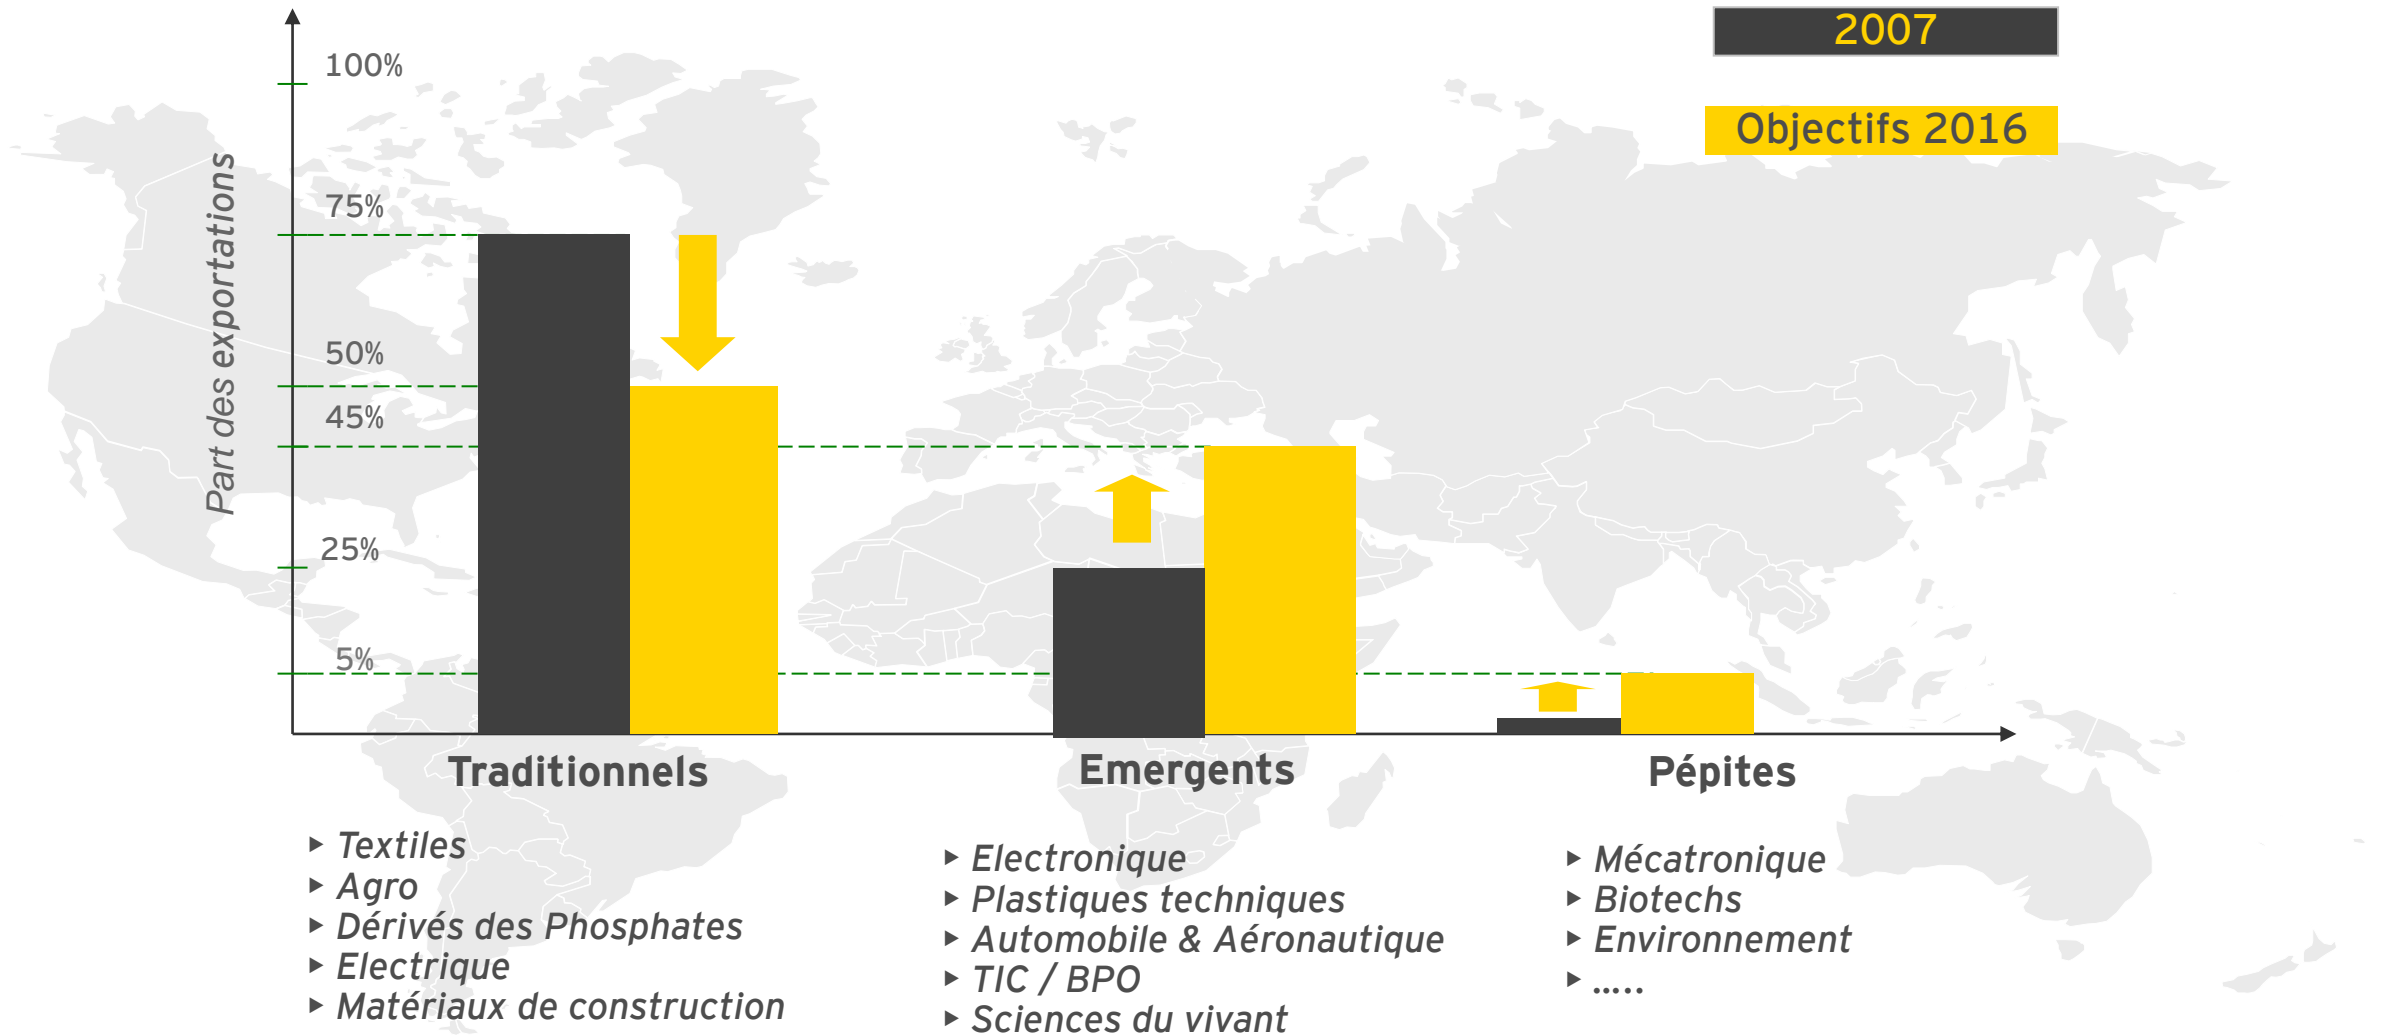 2007
Objectifs 2016
Part des exportations
100%
75%
50%
45%
25%
5%
Traditionnels
Emergents
Pépites
Textiles
Agro
Dérivés des Phosphates
Electrique
Matériaux de construction
Electronique
Plastiques techniques
Automobile & Aéronautique
TIC / BPO
Sciences du vivant
Mécatronique
Biotechs
Environnement
.....